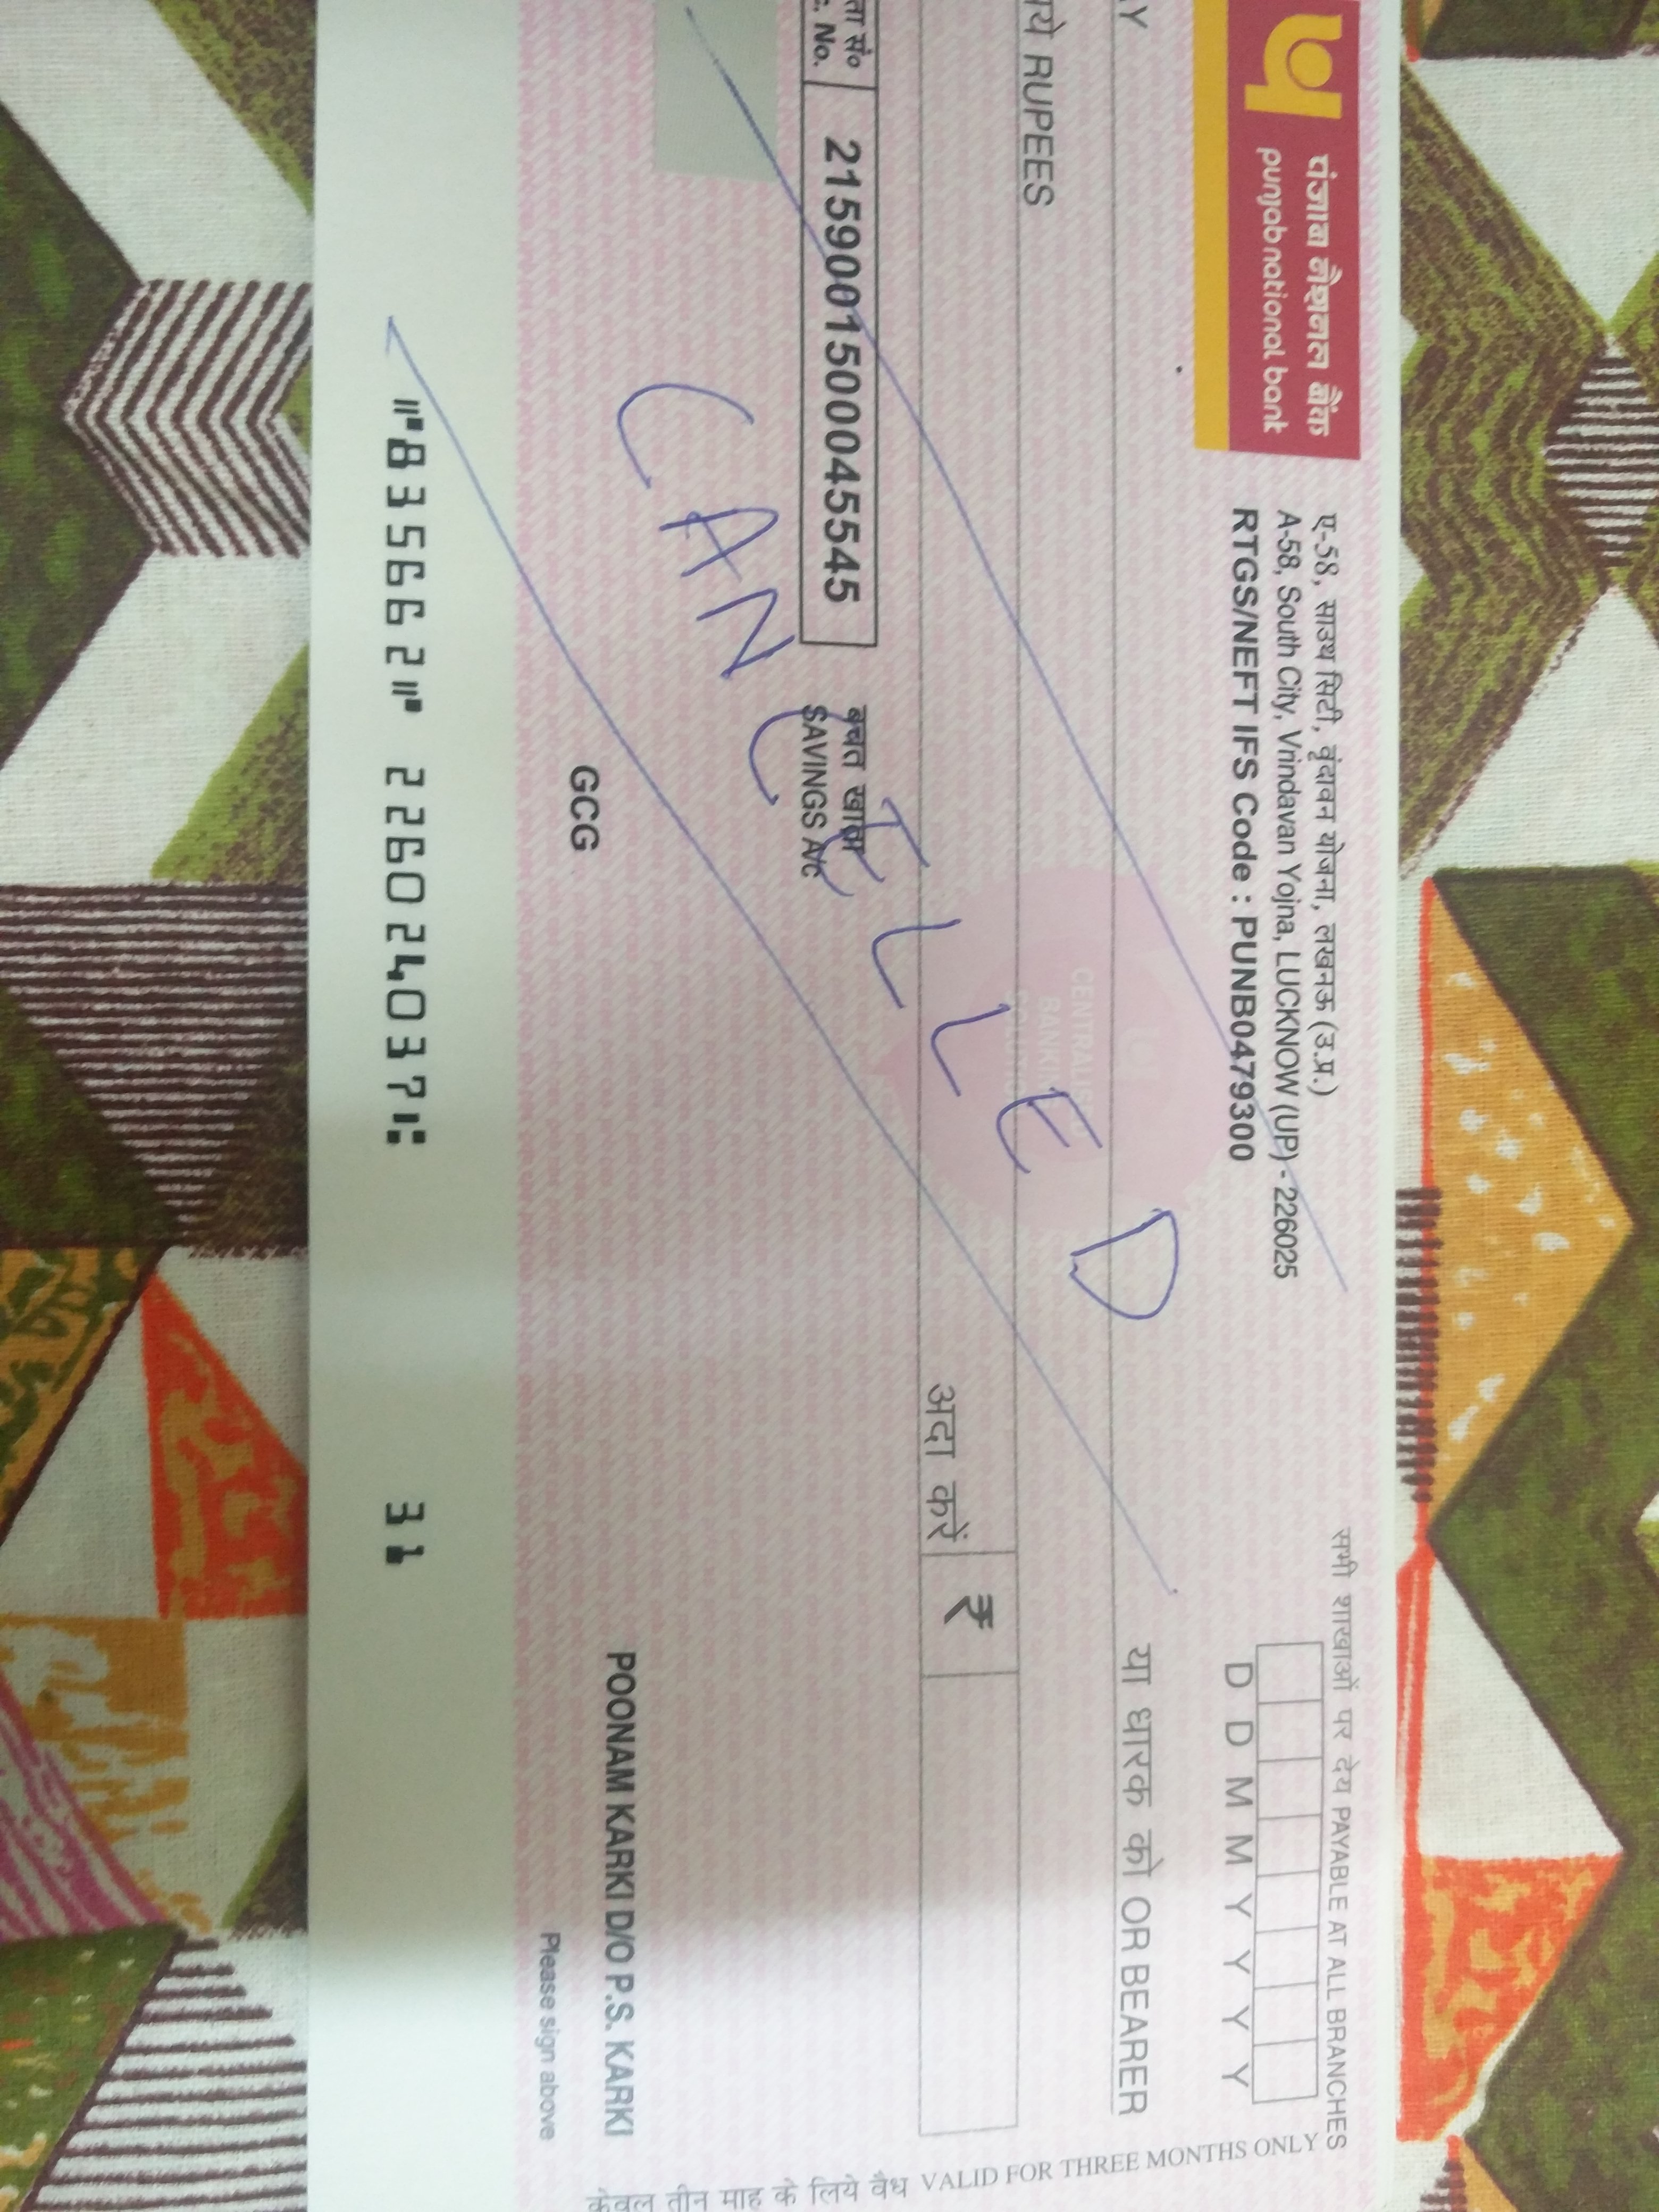 पंजाब नैशनल बैंक
punjab national bank
ए-58, साउथ सिटी, वृंदावन योजना, लखनऊ (उ.प्र.)
A-58, South City, Vrindavan Yojna, LUCKNOW (UP) - 226025
RTGS/NEFT IFS Code : PUNB0479300
सभी शाखाओं पर देय PAYABLE AT ALL BRANCHES
D D M M Y Y Y Y
या धारक को OR BEARER
RUPEES
अदा करें ₹
CENTRALISED
सं० 2159001500045545
No.
बचत खाता
SAVINGS A/c
CANCELLED
GCG
POONAM KARKI D/O P.S. KARKI
Please sign above
केवल तीन माह के लिये वैध VALID FOR THREE MONTHS ONLY
⑈835662⑈ 226024037⑆ 31